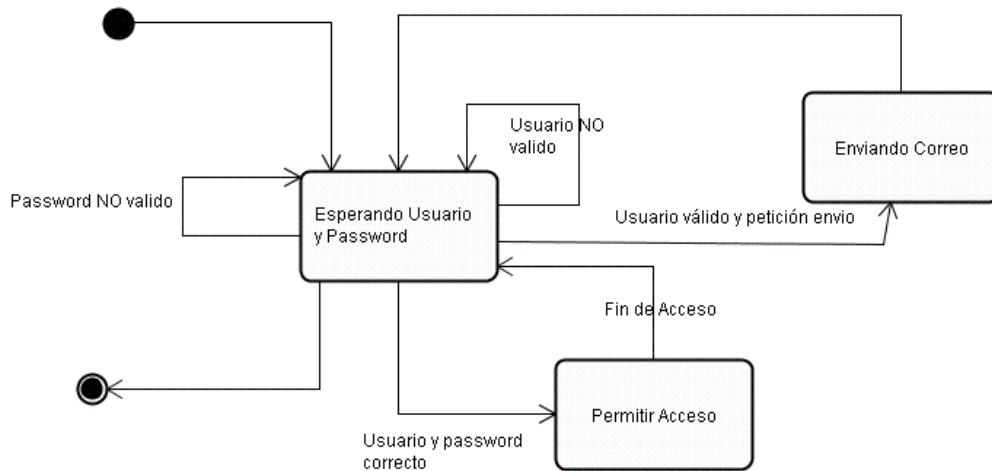 Usuario NO
valido
Enviando Correo
Password NO valido
Esperando Usuario
y Password
Usuario válido y petición envio
Fin de Acceso
Permitir Acceso
Usuario y password
correcto